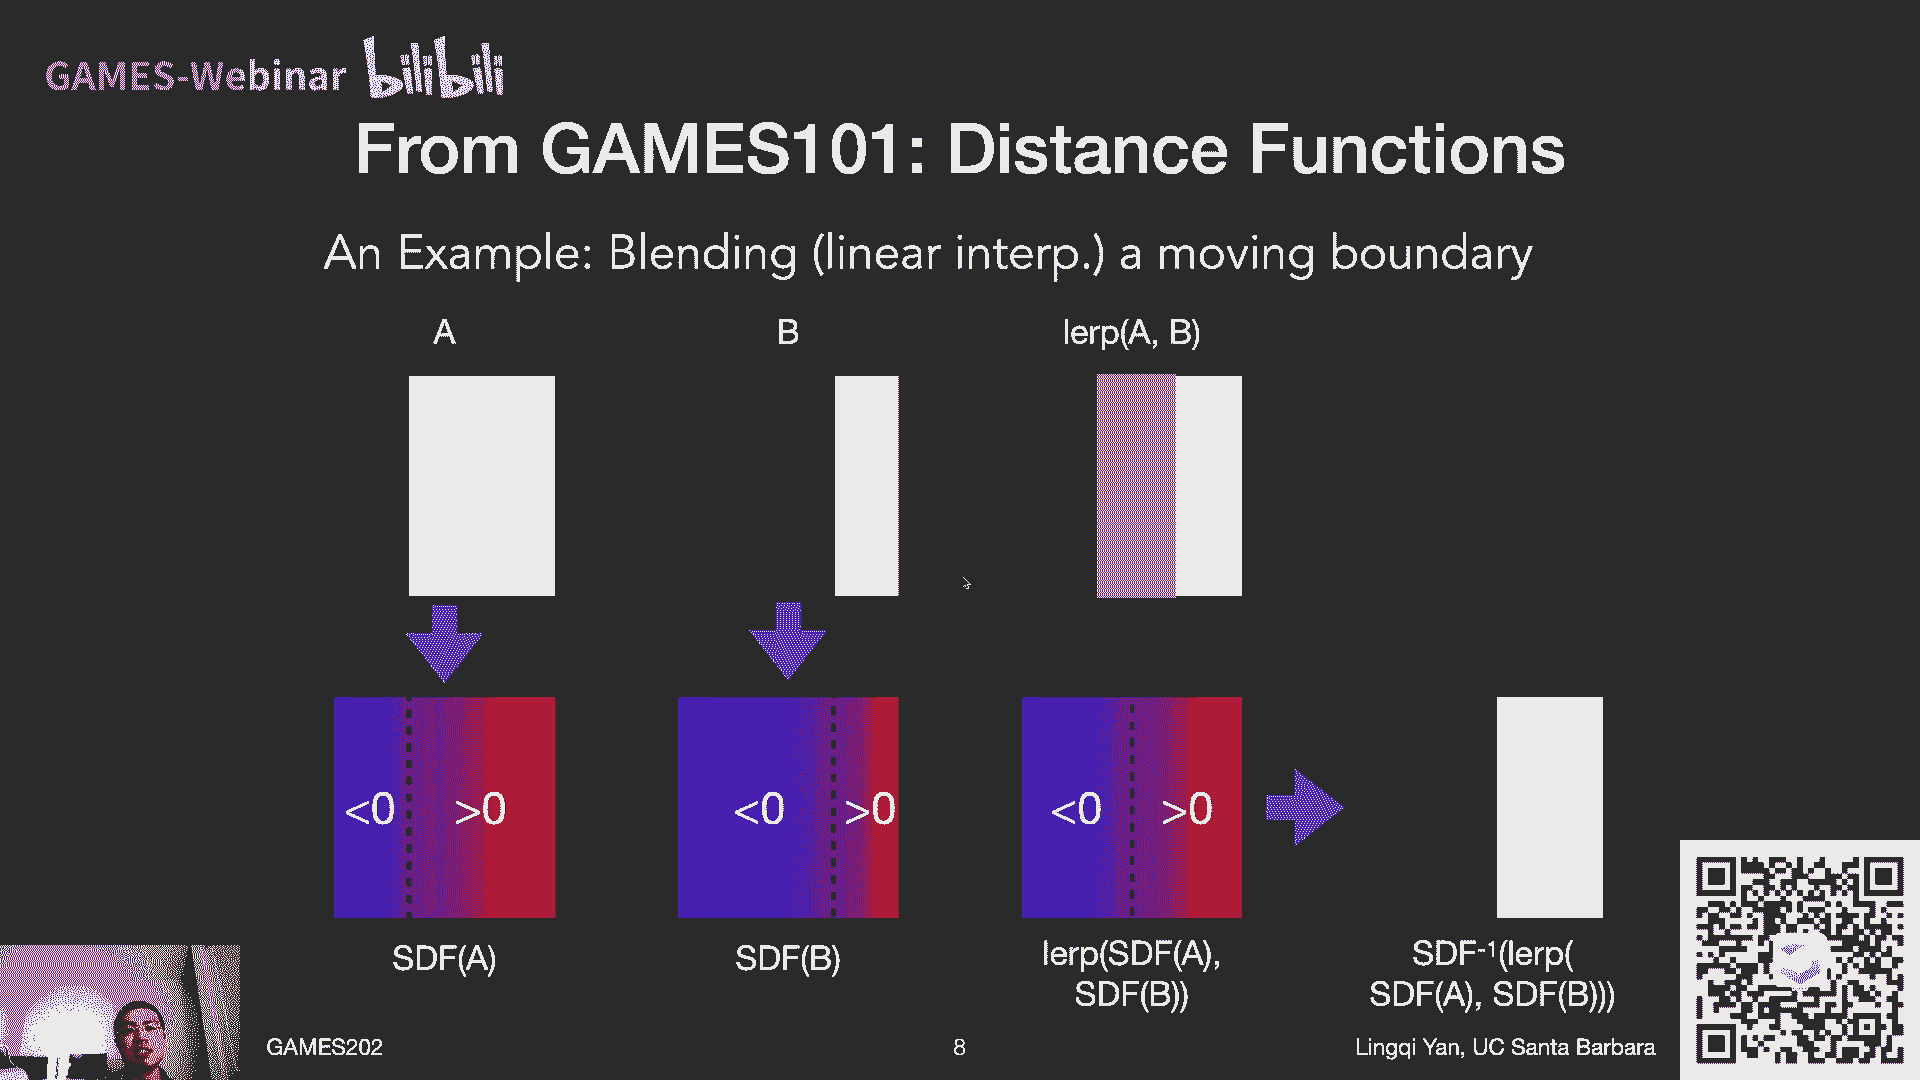 GAMES-Webinar bilibili
From GAMES101: Distance Functions
An Example: Blending (linear interp.) a moving boundary
A B lerp(A, B)
<0 >0 <0 >0 <0 >0
SDF(A) SDF(B) lerp(SDF(A), SDF⁻¹(lerp(
SDF(B)) SDF(A), SDF(B)))
GAMES202 8 Lingqi Yan, UC Santa Barbara